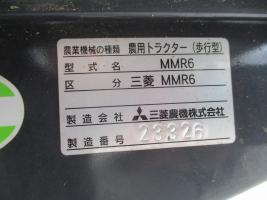 農業機械の種類 農用トラクター（歩行型）
型式名 MMR6
区分 三菱 MMR6
製造会社 三菱農機株式会社
製造番号 23326